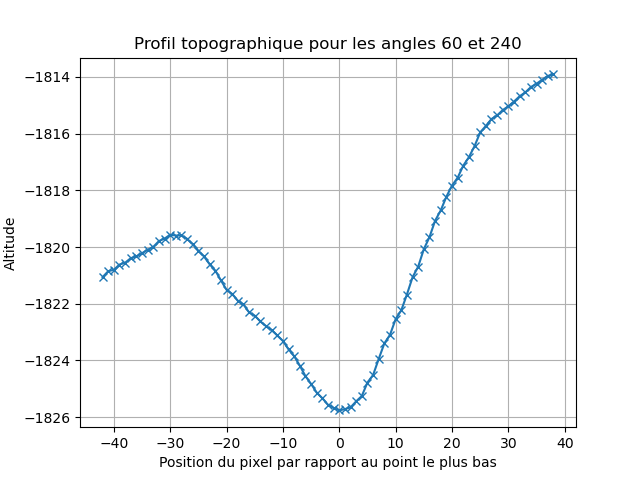 Profil topographique pour les angles 60 et 240
−1814
−1816
−1818
−1820
−1822
−1824
−1826
Altitude
−40 −30 −20 −10 0 10 20 30 40
Position du pixel par rapport au point le plus bas